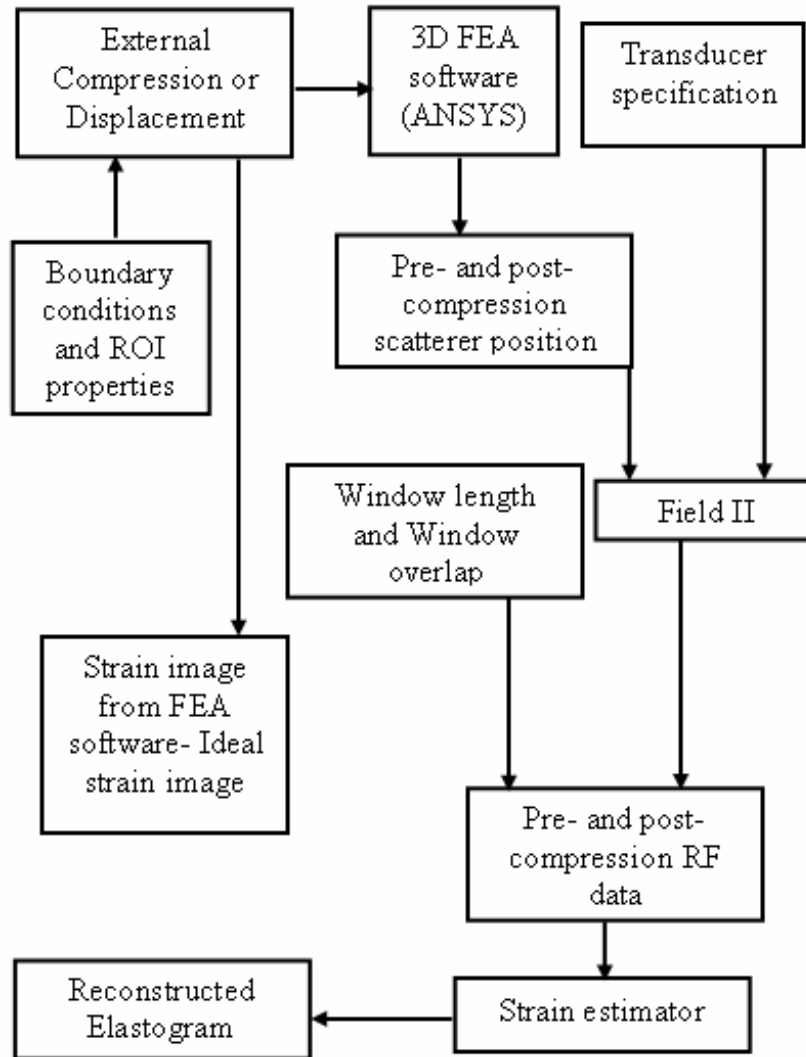 External
Compression or
Displacement
3D FEA
software
(ANSYS)
Transducer
specification
Boundary
conditions
and ROI
properties
Pre- and post-
compression
scatterer position
Window length
and Window
overlap
Field II
Strain image
from FEA
software- Ideal
strain image
Pre- and post-
compression RF
data
Reconstructed
Elastogram
Strain estimator